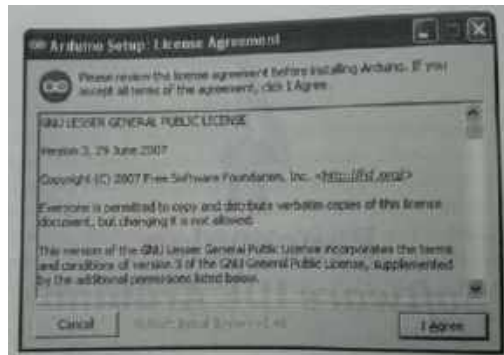 Arduino Setup: License Agreement
Please review the license agreement before installing Arduino. If you
accept all terms of the agreement, click I Agree.
GNU LESSER GENERAL PUBLIC LICENSE
Version 3, 29 June 2007
Copyright (C) 2007 Free Software Foundation, Inc. <http://fsf.org/>
Everyone is permitted to copy and distribute verbatim copies of this license
document, but changing it is not allowed.
This version of the GNU Lesser General Public License incorporates the terms
and conditions of version 3 of the GNU General Public License, supplemented
by the additional permissions listed below.
Cancel
I Agree